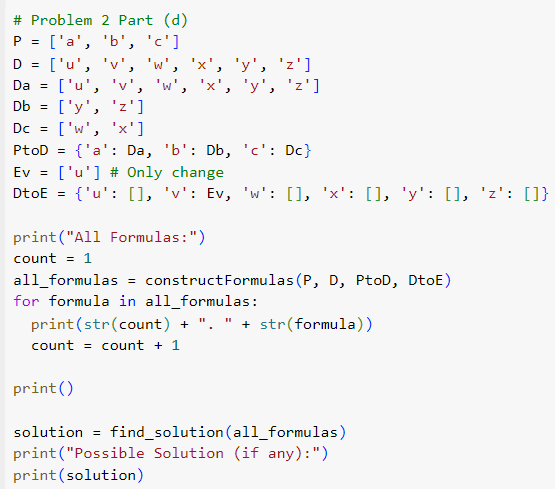 # Problem 2 Part (d)
P = ['a', 'b', 'c']
D = ['u', 'v', 'w', 'x', 'y', 'z']
Da = ['u', 'v', 'w', 'x', 'y', 'z']
Db = ['y', 'z']
Dc = ['w', 'x']
PtoD = {'a': Da, 'b': Db, 'c': Dc}
Ev = ['u'] # Only change
DtoE = {'u': [], 'v': Ev, 'w': [], 'x': [], 'y': [], 'z': []}
print("All Formulas:")
count = 1
all_formulas = constructFormulas(P, D, PtoD, DtoE)
for formula in all_formulas:
  print(str(count) + ". " + str(formula))
  count = count + 1
print()
solution = find_solution(all_formulas)
print("Possible Solution (if any):")
print(solution)